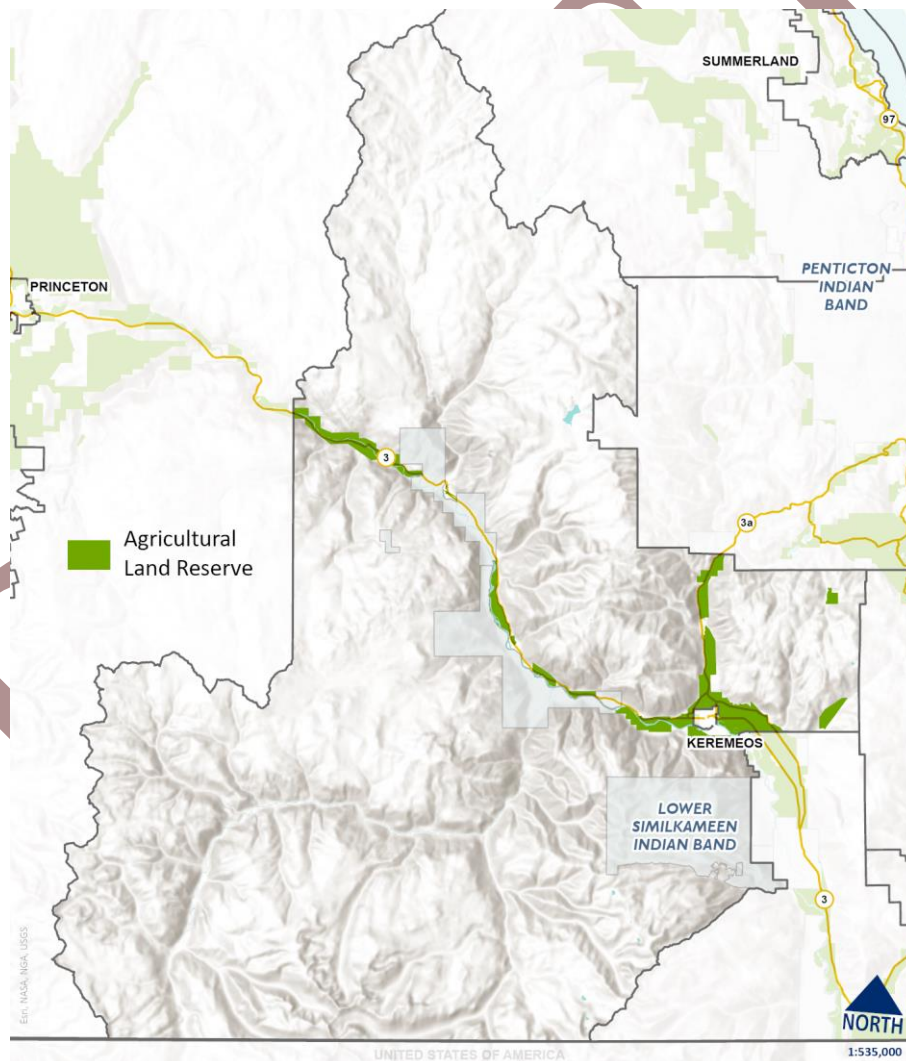 SUMMERLAND
97
PENTICTON
INDIAN
BAND
PRINCETON
3
3a
Agricultural
Land Reserve
KEREMEOS
LOWER
SIMILKAMEEN
INDIAN BAND
3
Esri, NASA, NGA, USGS
NORTH
UNITED STATES OF AMERICA
1:535,000